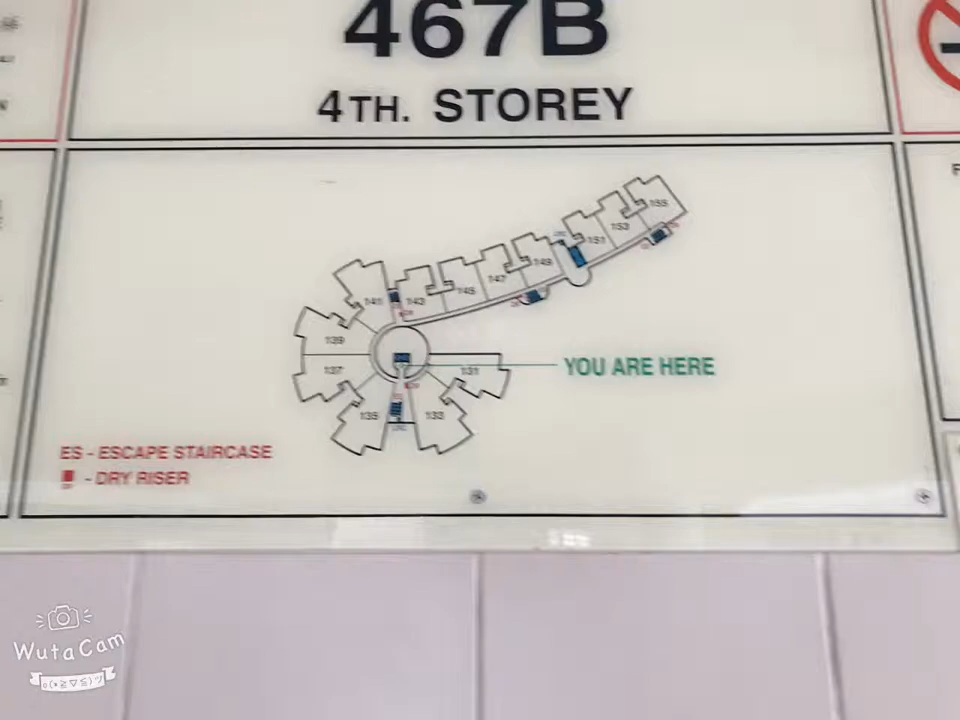 467B
4TH. STOREY
155
153
151
149
147
145
143
141
139
137
135
133
131
YOU ARE HERE
ES - ESCAPE STAIRCASE
- DRY RISER
WutaCam